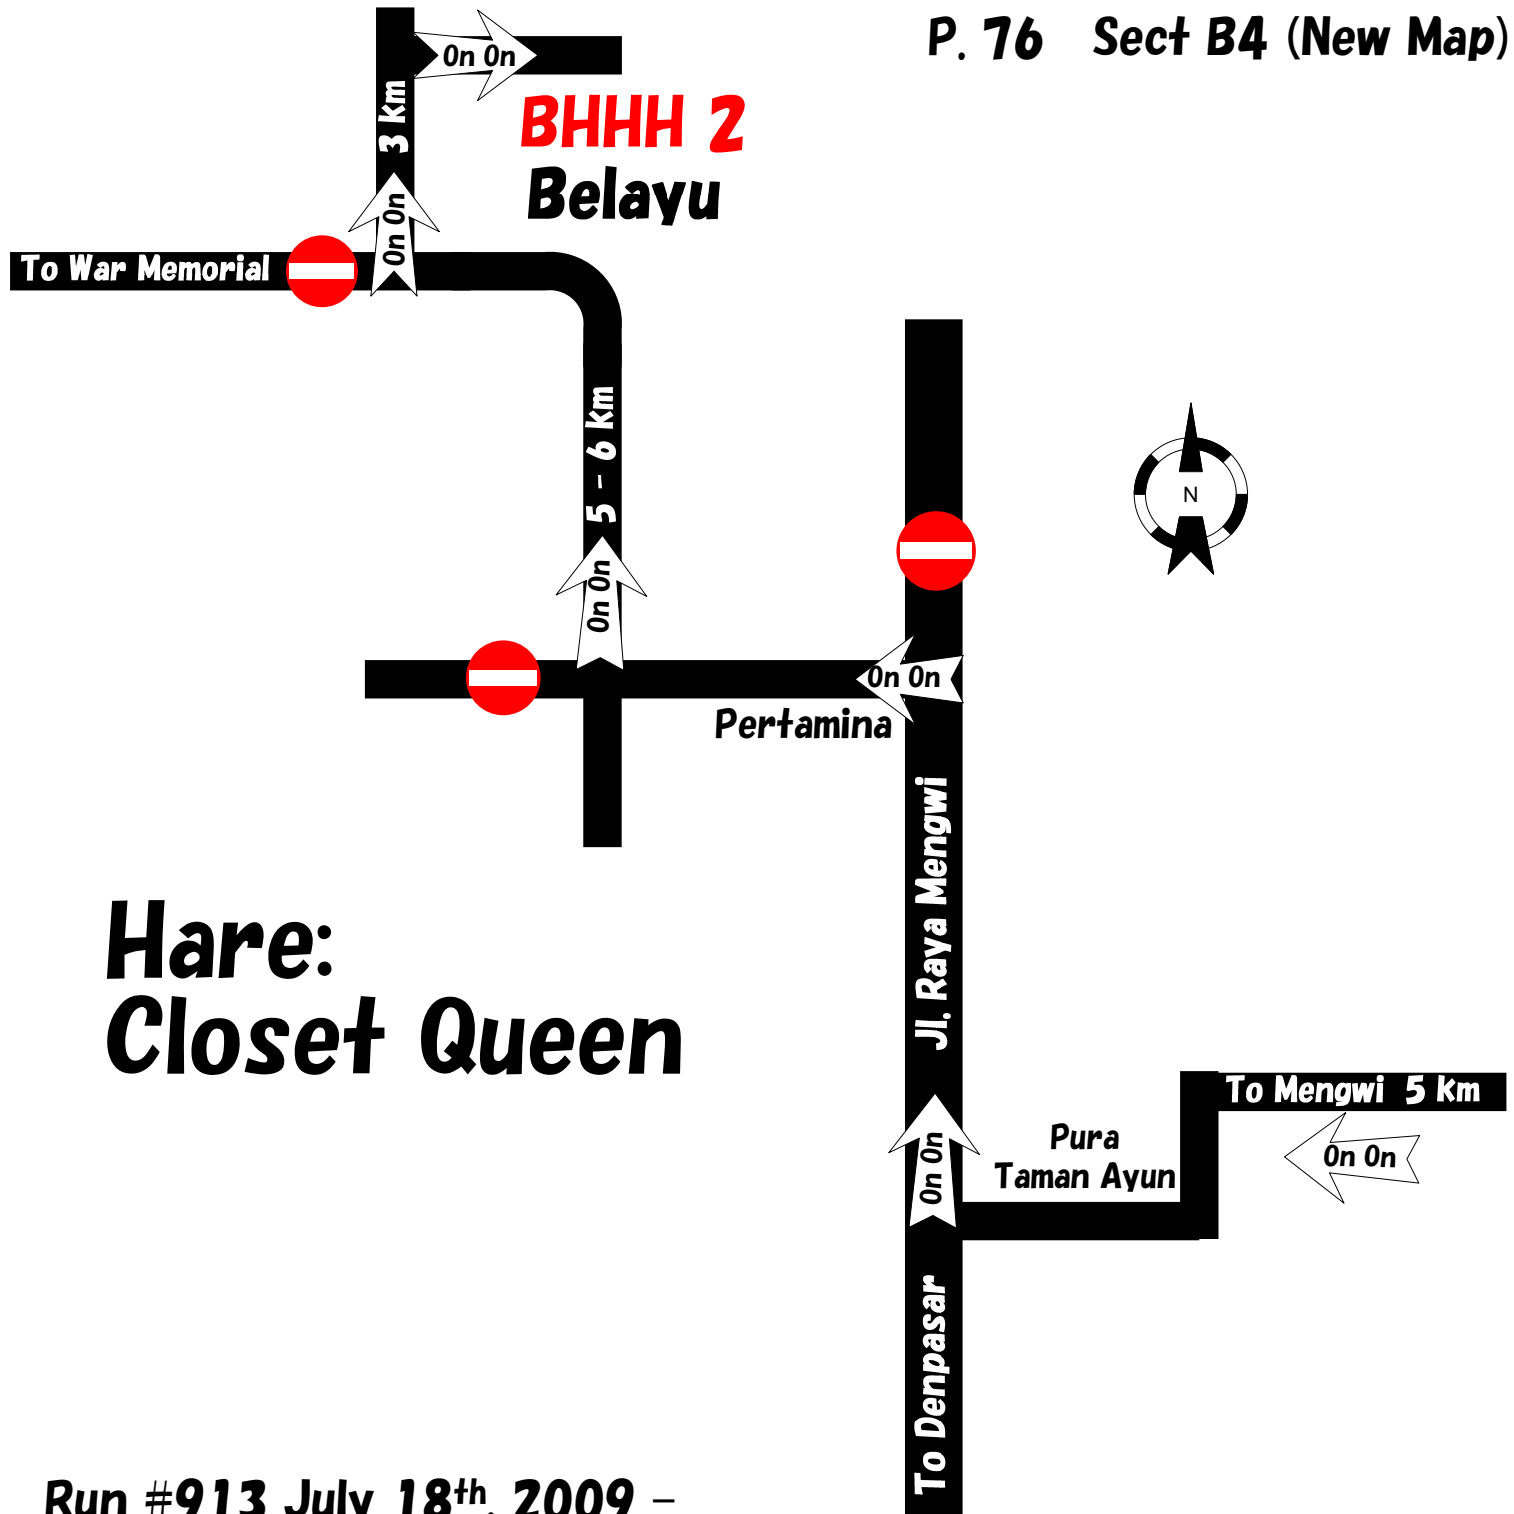 P. 76 Sect B4 (New Map)
On On
BHHH 2
Belayu
3 km
On On
To War Memorial
5 - 6 km
On On
N
On On
Pertamina
Jl. Raya Mengwi
Hare:
Closet Queen
To Mengwi 5 Km
On On
Pura
Taman Ayun
On On
To Denpasar
Run #913 July 18th, 2009 –